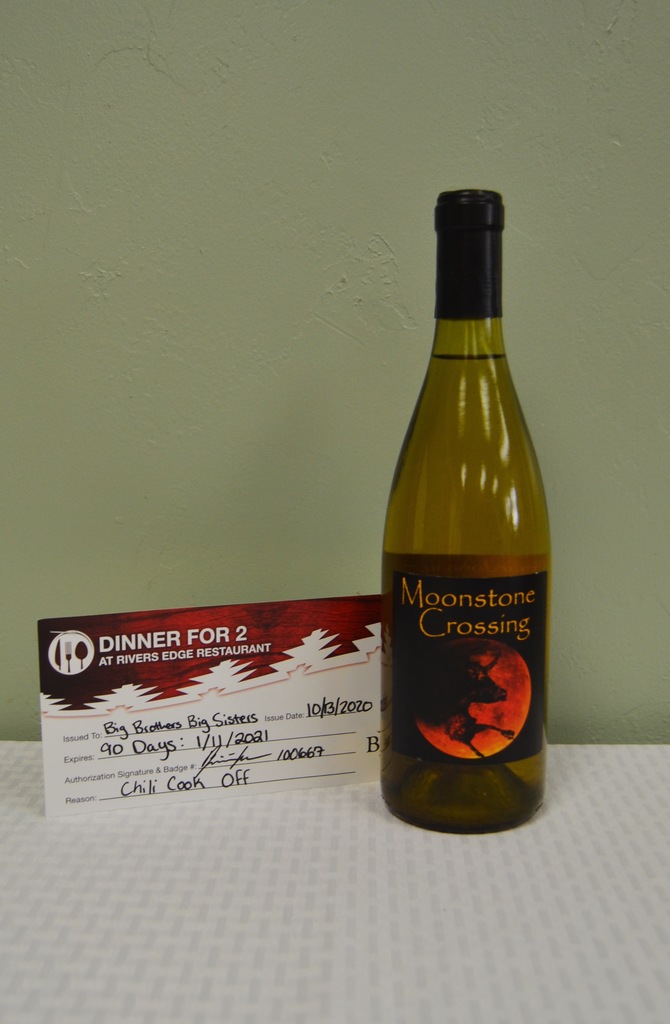 DINNER FOR 2
AT RIVERS EDGE RESTAURANT
Issued To: Big Brothers Big Sisters Issue Date: 10/13/2020
Expires: 90 Days: 1/11/2021
Authorization Signature & Badge #: 100667
Reason: Chili Cook Off
B
Moonstone
Crossing